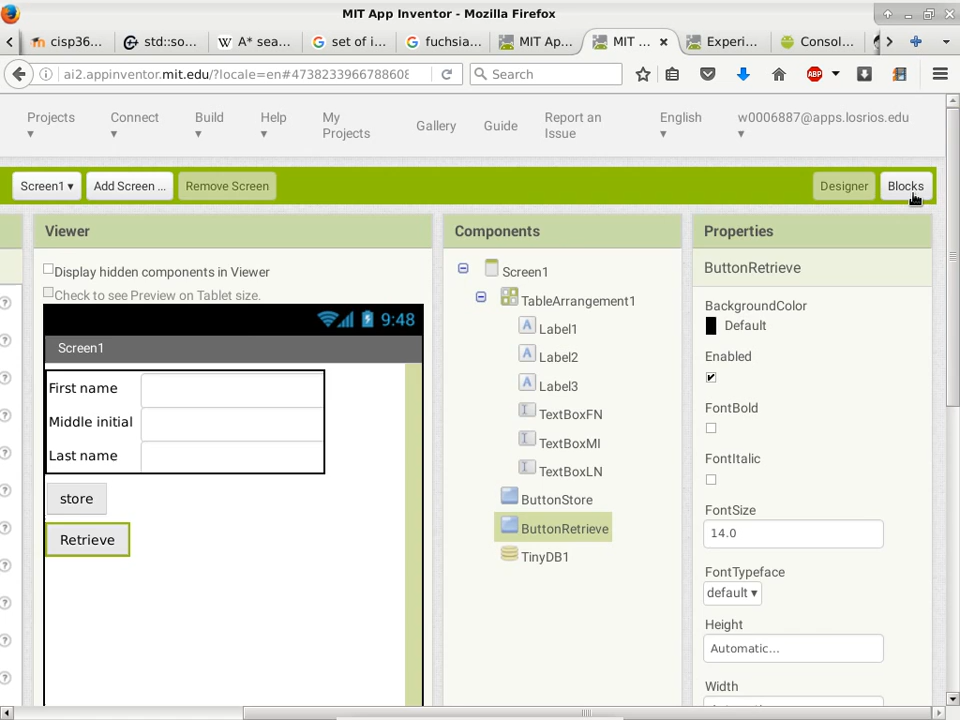 MIT App Inventor - Mozilla Firefox
cisp36... std::so... A* sea... set of i... fuchsia... MIT Ap... MIT ... Experi... Consol...
ai2.appinventor.mit.edu/?locale=en#4738233966788608 Search
Projects Connect Build Help My Projects Gallery Guide Report an Issue English w0006887@apps.losrios.edu
Screen1 Add Screen ... Remove Screen Designer Blocks
Viewer Components Properties
Display hidden components in Viewer
Check to see Preview on Tablet size.
9:48
Screen1
First name
Middle initial
Last name
store
Retrieve
Screen1
TableArrangement1
Label1
Label2
Label3
TextBoxFN
TextBoxMI
TextBoxLN
ButtonStore
ButtonRetrieve
TinyDB1
ButtonRetrieve
BackgroundColor
Default
Enabled
FontBold
FontItalic
FontSize
14.0
FontTypeface
default
Height
Automatic...
Width